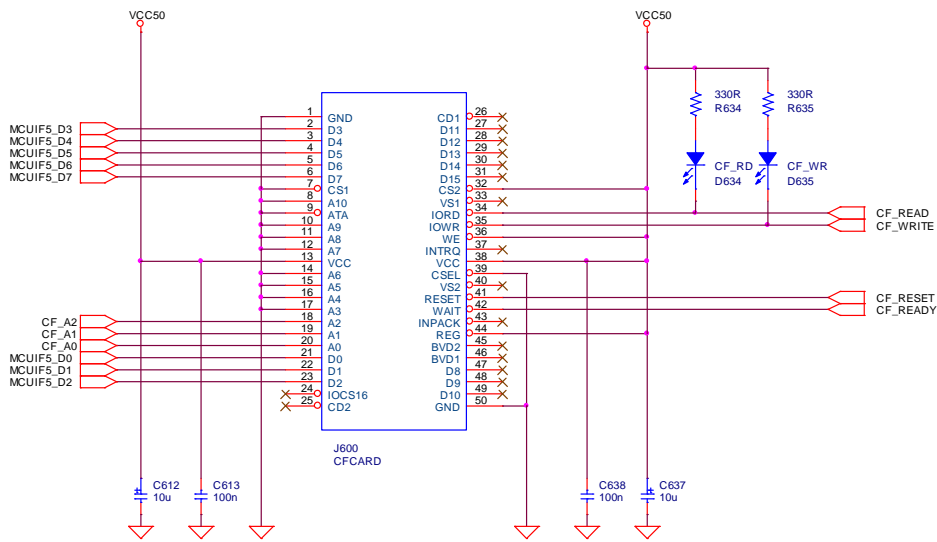 VCC50
VCC50
330R
R634
330R
R635
CF_RD
D634
CF_WR
D635
MCUIF5_D3
MCUIF5_D4
MCUIF5_D5
MCUIF5_D6
MCUIF5_D7
CF_A2
CF_A1
CF_A0
MCUIF5_D0
MCUIF5_D1
MCUIF5_D2
1 GND
2 D3
3 D4
4 D5
5 D6
6 D7
7 CS1
8 A10
9 ATA
10 A9
11 A8
12 A7
13 VCC
14 A6
15 A5
16 A4
17 A3
18 A2
19 A1
20 A0
21 D0
22 D1
23 D2
24 IOCS16
25 CD2
CD1 26
D11 27
D12 28
D13 29
D14 30
D15 31
CS2 32
VS1 33
IORD 34
IOWR 35
WE 36
INTRQ 37
VCC 38
CSEL 39
VS2 40
RESET 41
WAIT 42
INPACK 43
REG 44
BVD2 45
BVD1 46
D8 47
D9 48
D10 49
GND 50
CF_READ
CF_WRITE
CF_RESET
CF_READY
J600
CFCARD
C612
10u
C613
100n
C638
100n
C637
10u